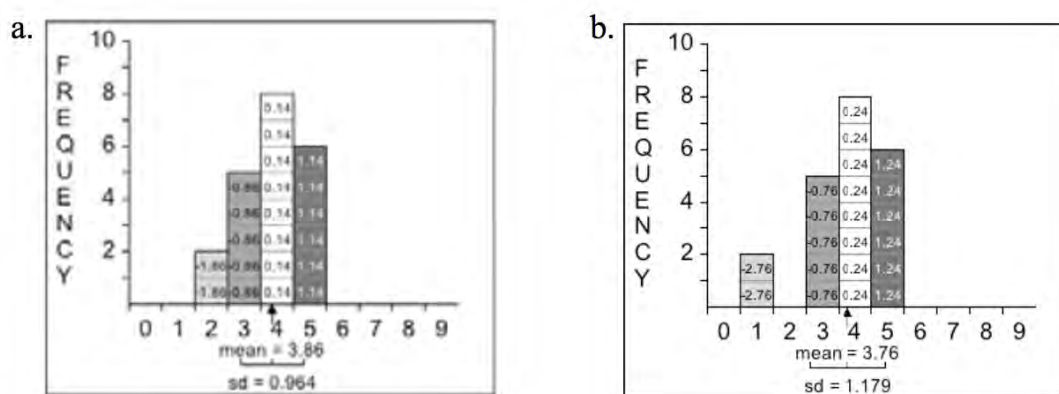 a.
FREQUENCY
10
8
6
4
2
0.14
0.14
0.14 1.14
-0.86 0.14 1.14
-0.86 0.14 1.14
-0.86 0.14 1.14
-1.86 -0.86 0.14 1.14
-1.86 -0.86 0.14 1.14
0 1 2 3 4 5 6 7 8 9
mean = 3.86
sd = 0.964
b.
FREQUENCY
10
8
6
4
2
0.24
0.24
0.24 1.24
-0.76 0.24 1.24
-0.76 0.24 1.24
-0.76 0.24 1.24
-2.76 -0.76 0.24 1.24
-2.76 -0.76 0.24 1.24
0 1 2 3 4 5 6 7 8 9
mean = 3.76
sd = 1.179